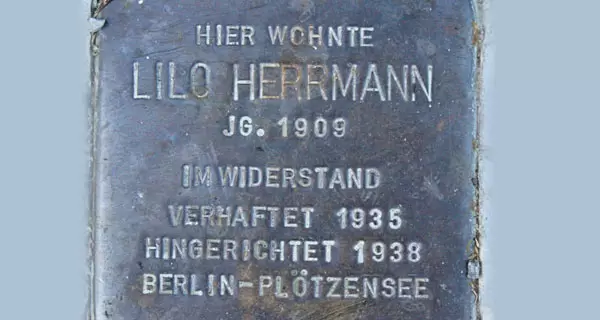 HIER WOHNTE
LILO HERRMANN
JG. 1909
IM WIDERSTAND
VERHAFTET 1935
HINGERICHTET 1938
BERLIN-PLÖTZENSEE